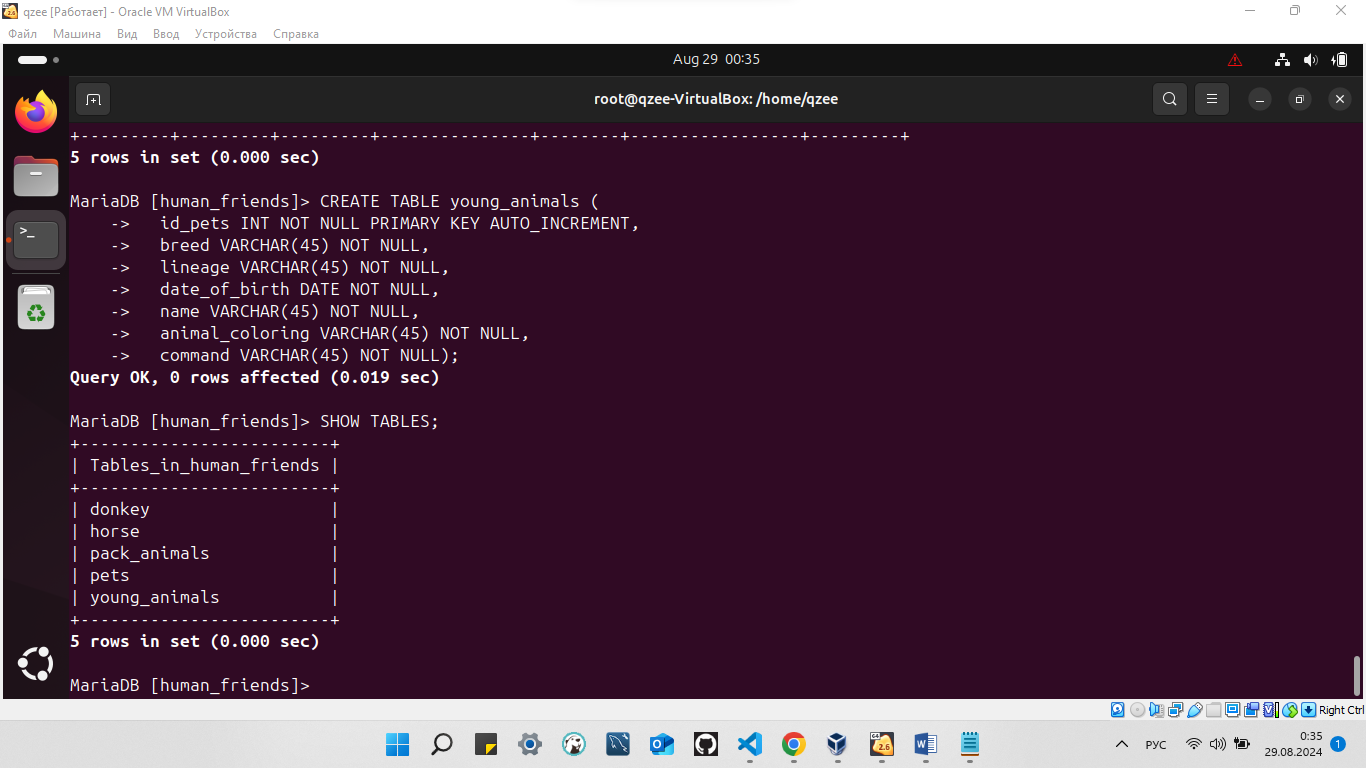 qzee [Работает] - Oracle VM VirtualBox
Файл Машина Вид Ввод Устройства Справка
Aug 29 00:35
root@qzee-VirtualBox: /home/qzee
+---------+---------+---------+---------------+--------+-----------------+---------+
5 rows in set (0.000 sec)
MariaDB [human_friends]> CREATE TABLE young_animals (
    ->   id_pets INT NOT NULL PRIMARY KEY AUTO_INCREMENT,
    ->   breed VARCHAR(45) NOT NULL,
    ->   lineage VARCHAR(45) NOT NULL,
    ->   date_of_birth DATE NOT NULL,
    ->   name VARCHAR(45) NOT NULL,
    ->   animal_coloring VARCHAR(45) NOT NULL,
    ->   command VARCHAR(45) NOT NULL);
Query OK, 0 rows affected (0.019 sec)
MariaDB [human_friends]> SHOW TABLES;
+-------------------------+
| Tables_in_human_friends |
+-------------------------+
| donkey                  |
| horse                   |
| pack_animals            |
| pets                    |
| young_animals           |
+-------------------------+
5 rows in set (0.000 sec)
MariaDB [human_friends]>
Right Ctrl
РУС
0:35
29.08.2024
1